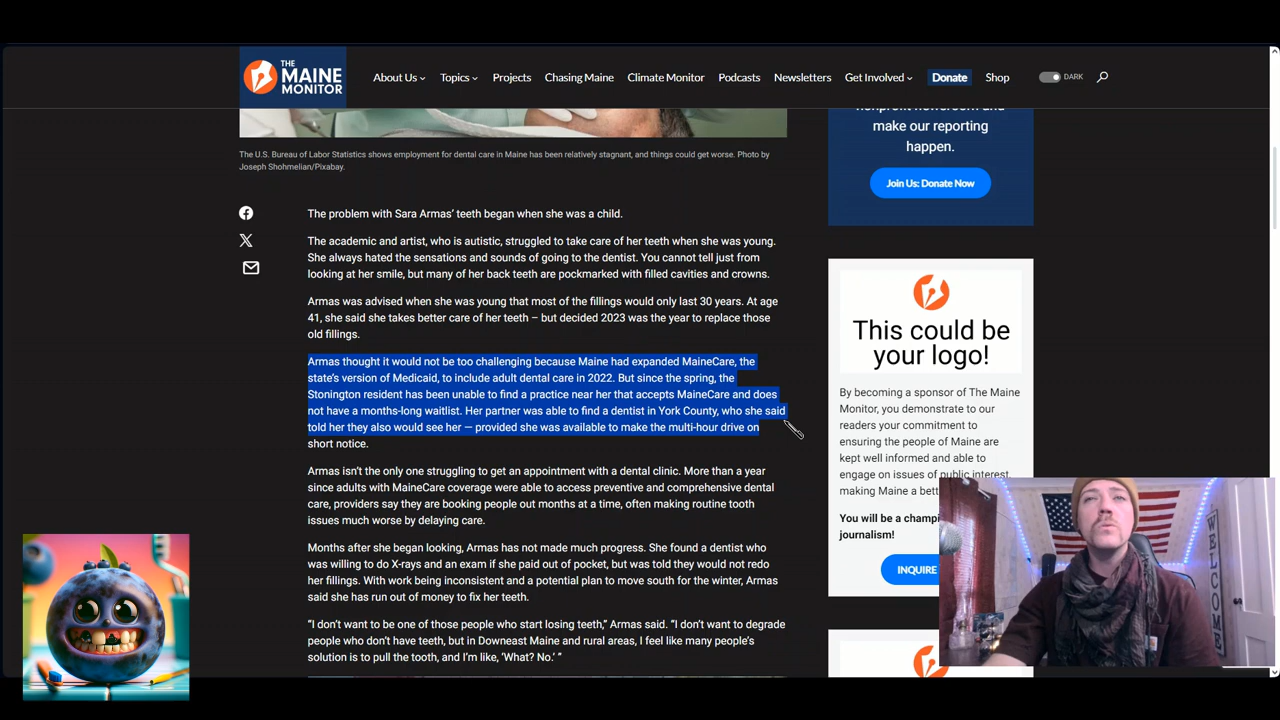 THE
MAINE
MONITOR
About Us
Topics
Projects
Chasing Maine
Climate Monitor
Podcasts
Newsletters
Get Involved
Donate
Shop
DARK
The U.S. Bureau of Labor Statistics shows employment for dental care in Maine has been relatively stagnant, and things could get worse. Photo by
Joseph Shohmelian/Pixabay.
The problem with Sara Armas' teeth began when she was a child.
The academic and artist, who is autistic, struggled to take care of her teeth when she was young.
She always hated the sensations and sounds of going to the dentist. You cannot tell just from
looking at her smile, but many of her back teeth are pockmarked with filled cavities and crowns.
Armas was advised when she was young that most of the fillings would only last 30 years. At age
41, she said she takes better care of her teeth – but decided 2023 was the year to replace those
old fillings.
Armas thought it would not be too challenging because Maine had expanded MaineCare, the
state's version of Medicaid, to include adult dental care in 2022. But since the spring, the
Stonington resident has been unable to find a practice near her that accepts MaineCare and does
not have a months-long waitlist. Her partner was able to find a dentist in York County, who she said
told her they also would see her — provided she was available to make the multi-hour drive on
short notice.
Armas isn't the only one struggling to get an appointment with a dental clinic. More than a year
since adults with MaineCare coverage were able to access preventive and comprehensive dental
care, providers say they are booking people out months at a time, often making routine tooth
issues much worse by delaying care.
Months after she began looking, Armas has not made much progress. She found a dentist who
was willing to do X-rays and an exam if she paid out of pocket, but was told they would not redo
her fillings. With work being inconsistent and a potential plan to move south for the winter, Armas
said she has run out of money to fix her teeth.
"I don't want to be one of those people who start losing teeth," Armas said. "I don't want to degrade
people who don't have teeth, but in Downeast Maine and rural areas, I feel like many people's
solution is to pull the tooth, and I'm like, 'What? No.' "
make our reporting
happen.
Join Us: Donate Now
This could be
your logo!
By becoming a sponsor of The Maine
Monitor, you demonstrate to our
readers your commitment to
ensuring the people of Maine are
kept well informed and able to
engage on issues of public interest,
making Maine a bett
You will be a champi
journalism!
INQUIRE
WELCOME